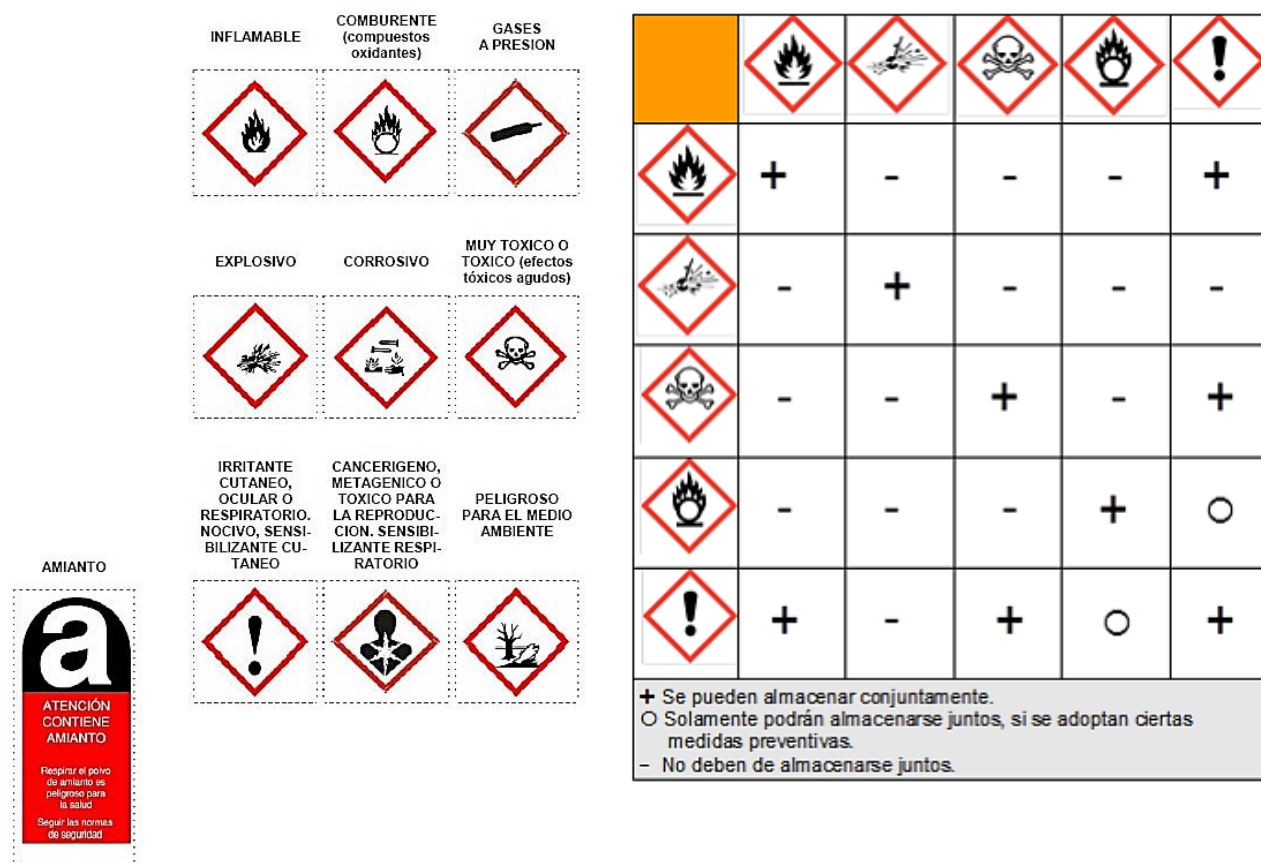 INFLAMABLE
COMBURENTE
(compuestos
oxidantes)
GASES
A PRESION
EXPLOSIVO
CORROSIVO
MUY TOXICO O
TOXICO (efectos
tóxicos agudos)
IRRITANTE
CUTANEO,
OCULAR O
RESPIRATORIO.
NOCIVO, SENSI-
BILIZANTE CU-
TANEO
CANCERIGENO,
METAGENICO O
TOXICO PARA
LA REPRODUC-
CION. SENSIBI-
LIZANTE RESPI-
RATORIO
PELIGROSO
PARA EL MEDIO
AMBIENTE
AMIANTO
a
ATENCIÓN
CONTIENE
AMIANTO
Respirar el polvo
de amianto es
peligroso para
la salud
Seguir las normas
de seguridad
+ - - - +
- + - - -
- - + - +
- - - + O
+ - + O +
+ Se pueden almacenar conjuntamente.
O Solamente podrán almacenarse juntos, si se adoptan ciertas
medidas preventivas.
- No deben de almacenarse juntos.